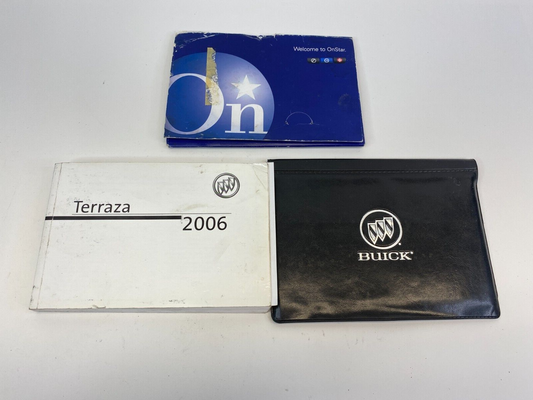 Welcome to OnStar.
On
Terraza
2006
BUICK